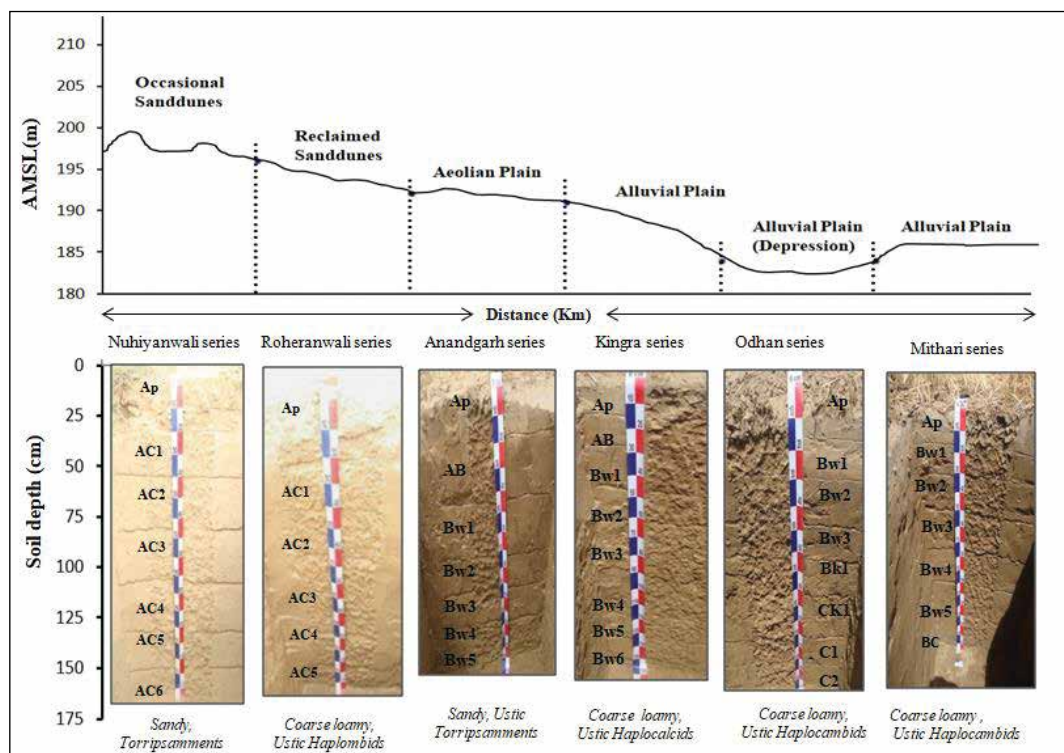 210
205
200
195
190
185
180
AMSL(m)
Occasional
Sanddunes
Reclaimed
Sanddunes
Aeolian Plain
Alluvial Plain
Alluvial Plain
(Depression)
Alluvial Plain
Distance (Km)
Nuhiyanwali series
Roheranwali series
Anandgarh series
Kingra series
Odhan series
Mithari series
Soil depth (cm)
0
25
50
75
100
125
150
175
Ap
AC1
AC2
AC3
AC4
AC5
AC6
Ap
AC1
AC2
AC3
AC4
AC5
Ap
AB
Bw1
Bw2
Bw3
Bw4
Bw5
Ap
AB
Bw1
Bw2
Bw3
Bw4
Bw5
Bw6
Ap
Bw1
Bw2
Bw3
Bk1
CK1
C1
C2
Ap
Bw1
Bw2
Bw3
Bw4
Bw5
BC
Sandy,
Torripsamments
Coarse loamy,
Ustic Haplombids
Sandy, Ustic
Torripsamments
Coarse loamy,
Ustic Haplocalcids
Coarse loamy,
Ustic Haplocambids
Coarse loamy ,
Ustic Haplocambids